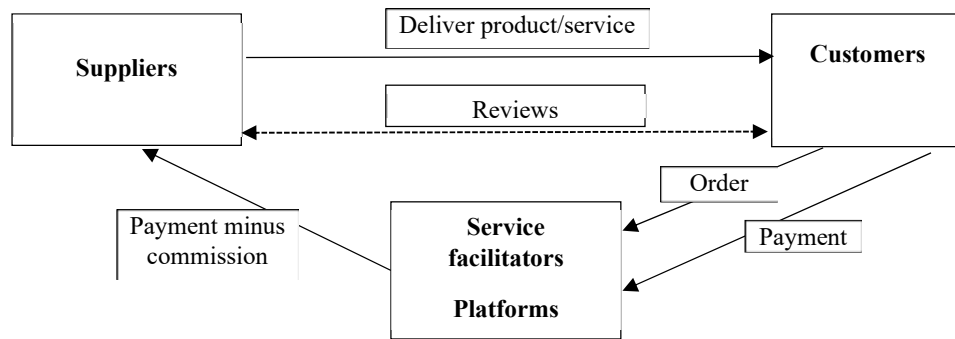 Deliver product/service
Suppliers
Customers
Reviews
Order
Payment minus
commission
Service
facilitators
Payment
Platforms